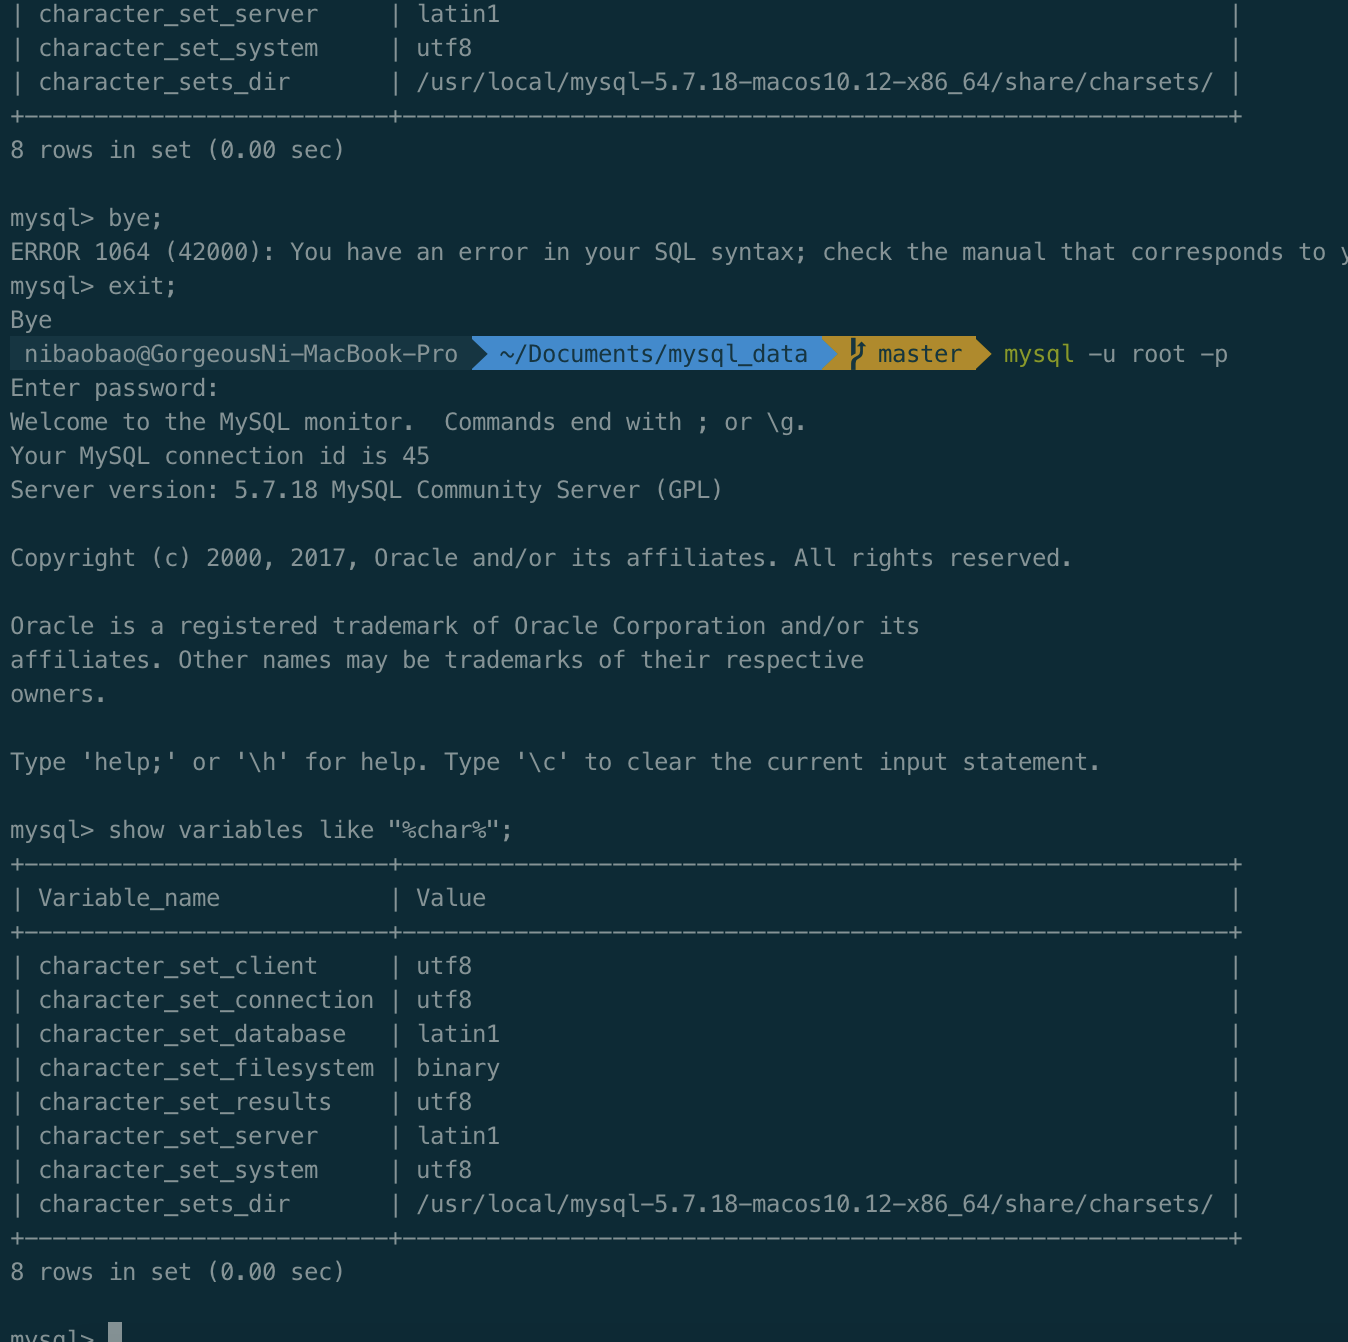 | character_set_server     | latin1                                                    |
| character_set_system     | utf8                                                      |
| character_sets_dir       | /usr/local/mysql-5.7.18-macos10.12-x86_64/share/charsets/ |
+--------------------------+-----------------------------------------------------------+
8 rows in set (0.00 sec)

mysql> bye;
ERROR 1064 (42000): You have an error in your SQL syntax; check the manual that corresponds to
mysql> exit;
Bye
nibaobao@GorgeousNi-MacBook-Pro ~/Documents/mysql_data master mysql -u root -p
Enter password:
Welcome to the MySQL monitor.  Commands end with ; or \g.
Your MySQL connection id is 45
Server version: 5.7.18 MySQL Community Server (GPL)

Copyright (c) 2000, 2017, Oracle and/or its affiliates. All rights reserved.

Oracle is a registered trademark of Oracle Corporation and/or its
affiliates. Other names may be trademarks of their respective
owners.

Type 'help;' or '\h' for help. Type '\c' to clear the current input statement.

mysql> show variables like "%char%";
+--------------------------+-----------------------------------------------------------+
| Variable_name            | Value                                                     |
+--------------------------+-----------------------------------------------------------+
| character_set_client     | utf8                                                      |
| character_set_connection | utf8                                                      |
| character_set_database   | latin1                                                    |
| character_set_filesystem | binary                                                    |
| character_set_results    | utf8                                                      |
| character_set_server     | latin1                                                    |
| character_set_system     | utf8                                                      |
| character_sets_dir       | /usr/local/mysql-5.7.18-macos10.12-x86_64/share/charsets/ |
+--------------------------+-----------------------------------------------------------+
8 rows in set (0.00 sec)

mysql>